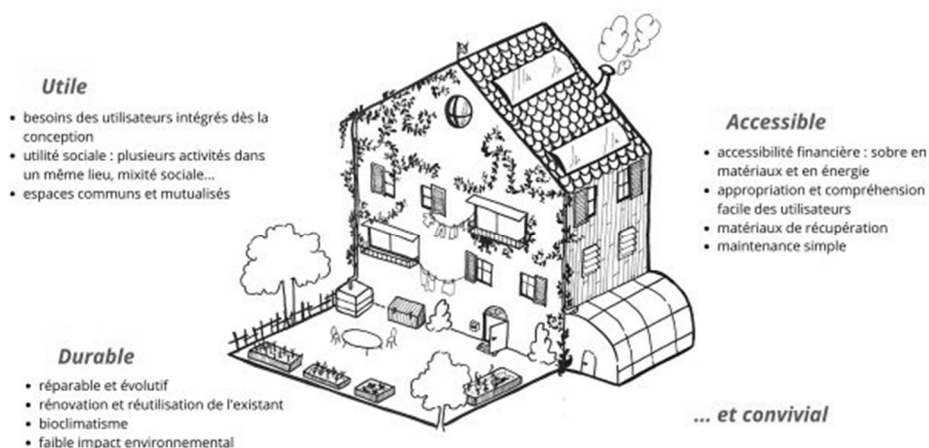 Utile
• besoins des utilisateurs intégrés dès la
conception
• utilité sociale : plusieurs activités dans
un même lieu, mixité sociale...
• espaces communs et mutualisés
Accessible
• accessibilité financière : sobre en
matériaux et en énergie
• appropriation et compréhension
facile des utilisateurs
• matériaux de récupération
• maintenance simple
Durable
• réparable et évolutif
• rénovation et réutilisation de l'existant
• bioclimatisme
• faible impact environnemental
... et convivial